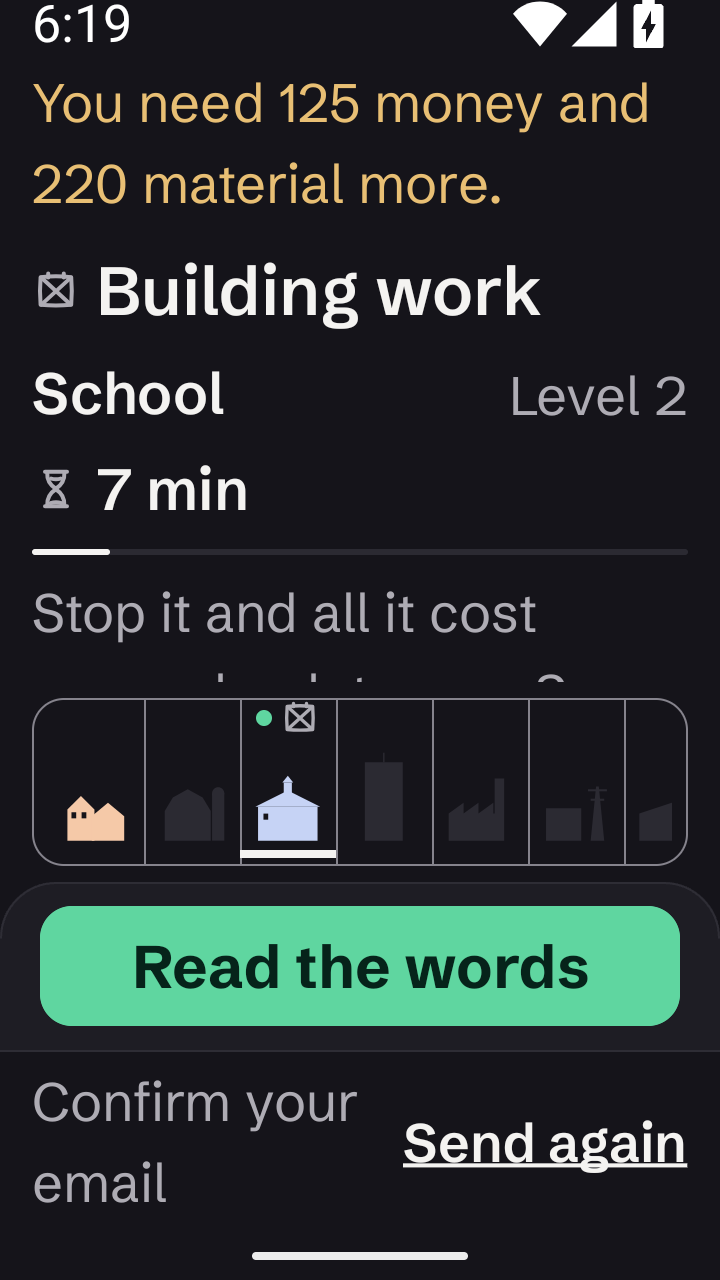 6:19
You need 125 money and
220 material more.
Building work
School
Level 2
7 min
Stop it and all it cost
Read the words
Confirm your
email
Send again